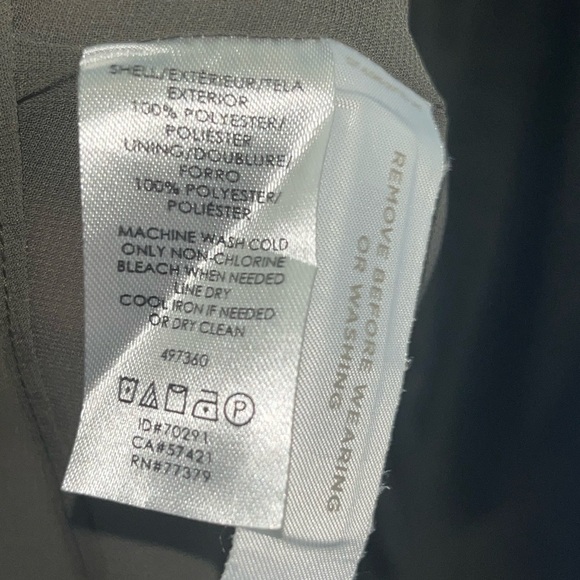 SHELL/EXTÉRIEUR/TELA
EXTERIOR
100% POLYESTER/
POLIÉSTER
LINING/DOUBLURE/
FORRO
100% POLYESTER/
POLIÉSTER
MACHINE WASH COLD
ONLY NON-CHLORINE
BLEACH WHEN NEEDED
LINE DRY
COOL IRON IF NEEDED
OR DRY CLEAN
497360
P
ID#70291
CA#57421
RN#77379
REMOVE BEFORE WEARING
OR WASHING